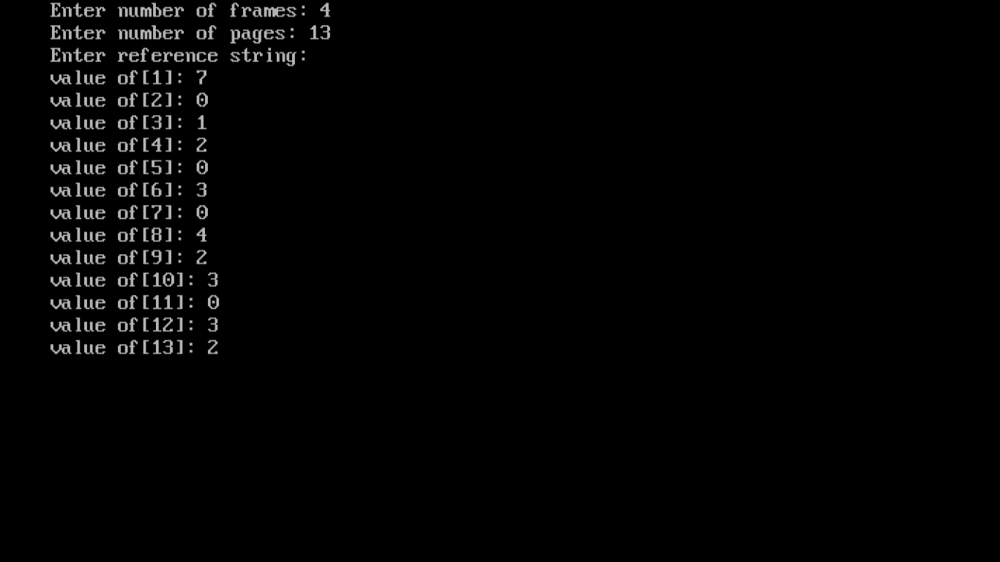 Enter number of frames: 4
Enter number of pages: 13
Enter reference string:
value of[1]: 7
value of[2]: 0
value of[3]: 1
value of[4]: 2
value of[5]: 0
value of[6]: 3
value of[7]: 0
value of[8]: 4
value of[9]: 2
value of[10]: 3
value of[11]: 0
value of[12]: 3
value of[13]: 2